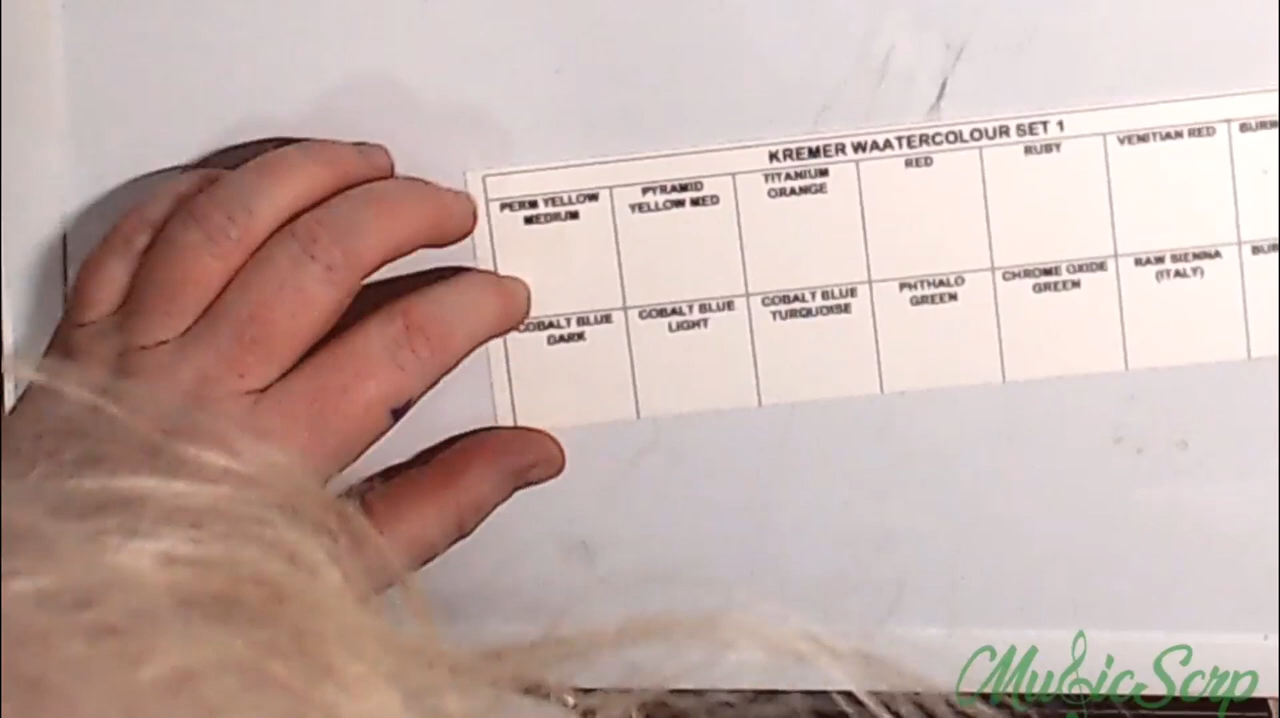 KREMER WAATERCOLOUR SET 1
PERM YELLOW
MEDIUM
PYRAMID
YELLOW MED
TITANIUM
ORANGE
RED
RUBY
VENITIAN RED
COBALT BLUE
DARK
COBALT BLUE
LIGHT
COBALT BLUE
TURQUOISE
PHTHALO
GREEN
CHROME OXIDE
GREEN
RAW SIENNA
(ITALY)
MusicScrp